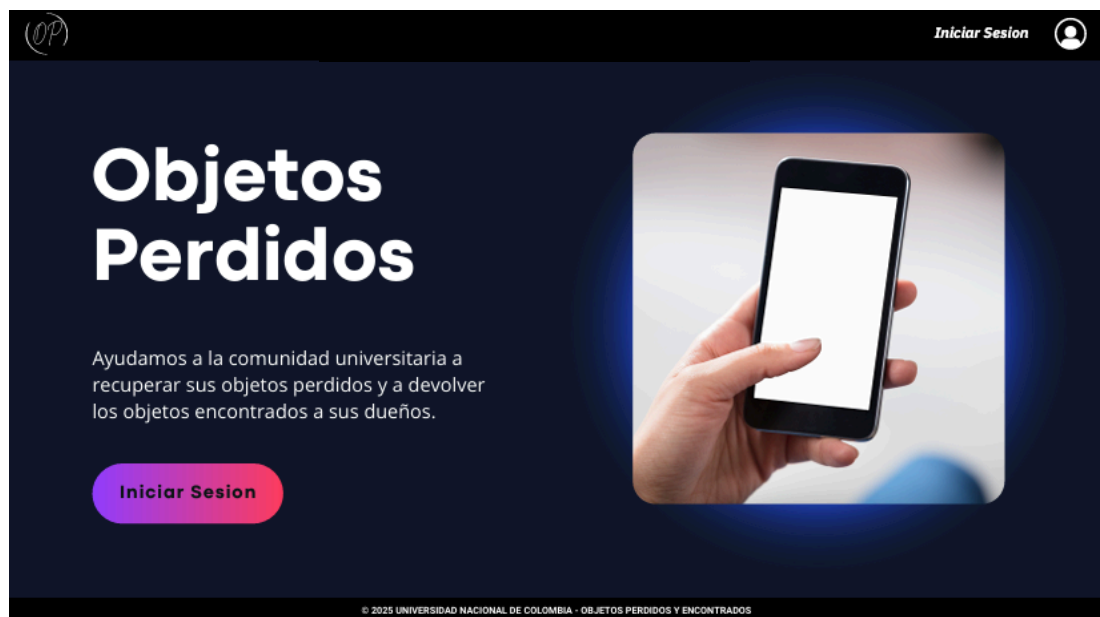 OP
Iniciar Sesion
Objetos
Perdidos
Ayudamos a la comunidad universitaria a
recuperar sus objetos perdidos y a devolver
los objetos encontrados a sus dueños.
Iniciar Sesion
© 2025 UNIVERSIDAD NACIONAL DE COLOMBIA - OBJETOS PERDIDOS Y ENCONTRADOS